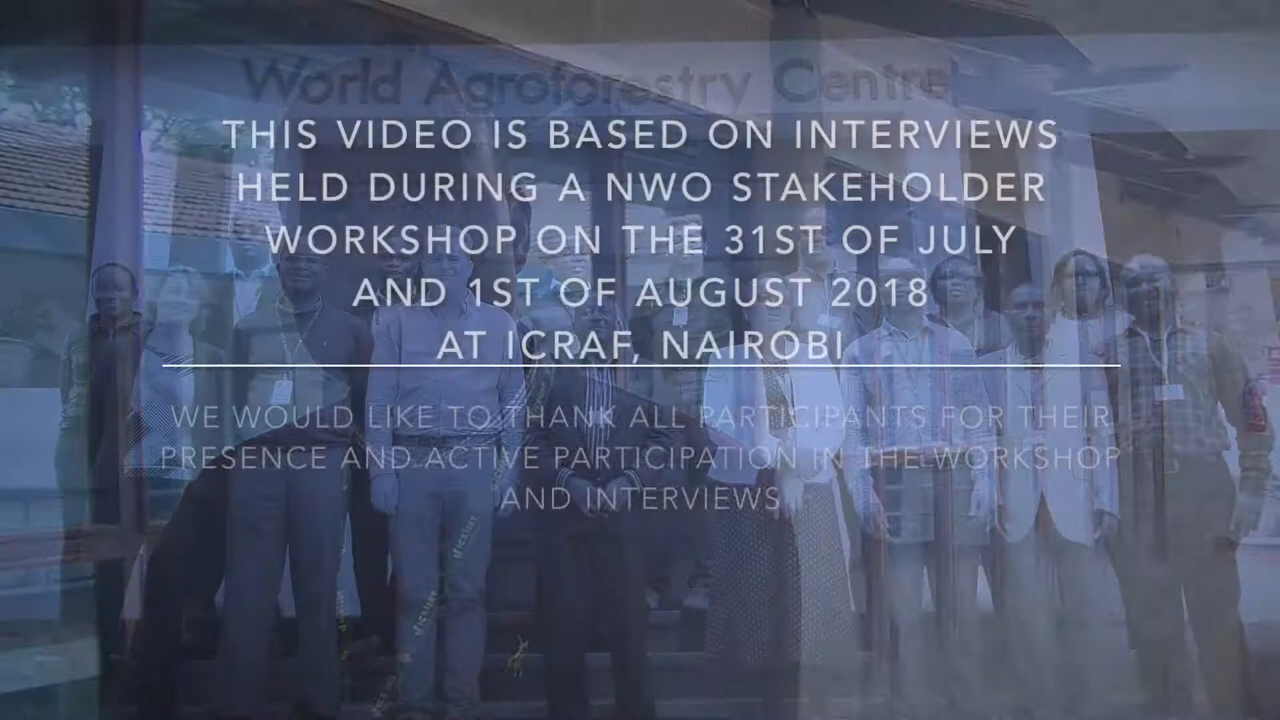 World Agroforestry Centre
THIS VIDEO IS BASED ON INTERVIEWS
HELD DURING A NWO STAKEHOLDER
WORKSHOP ON THE 31ST OF JULY
AND 1ST OF AUGUST 2018
AT ICRAF, NAIROBI
WE WOULD LIKE TO THANK ALL PARTICIPANTS FOR THEIR
PRESENCE AND ACTIVE PARTICIPATION IN THE WORKSHOP
AND INTERVIEWS